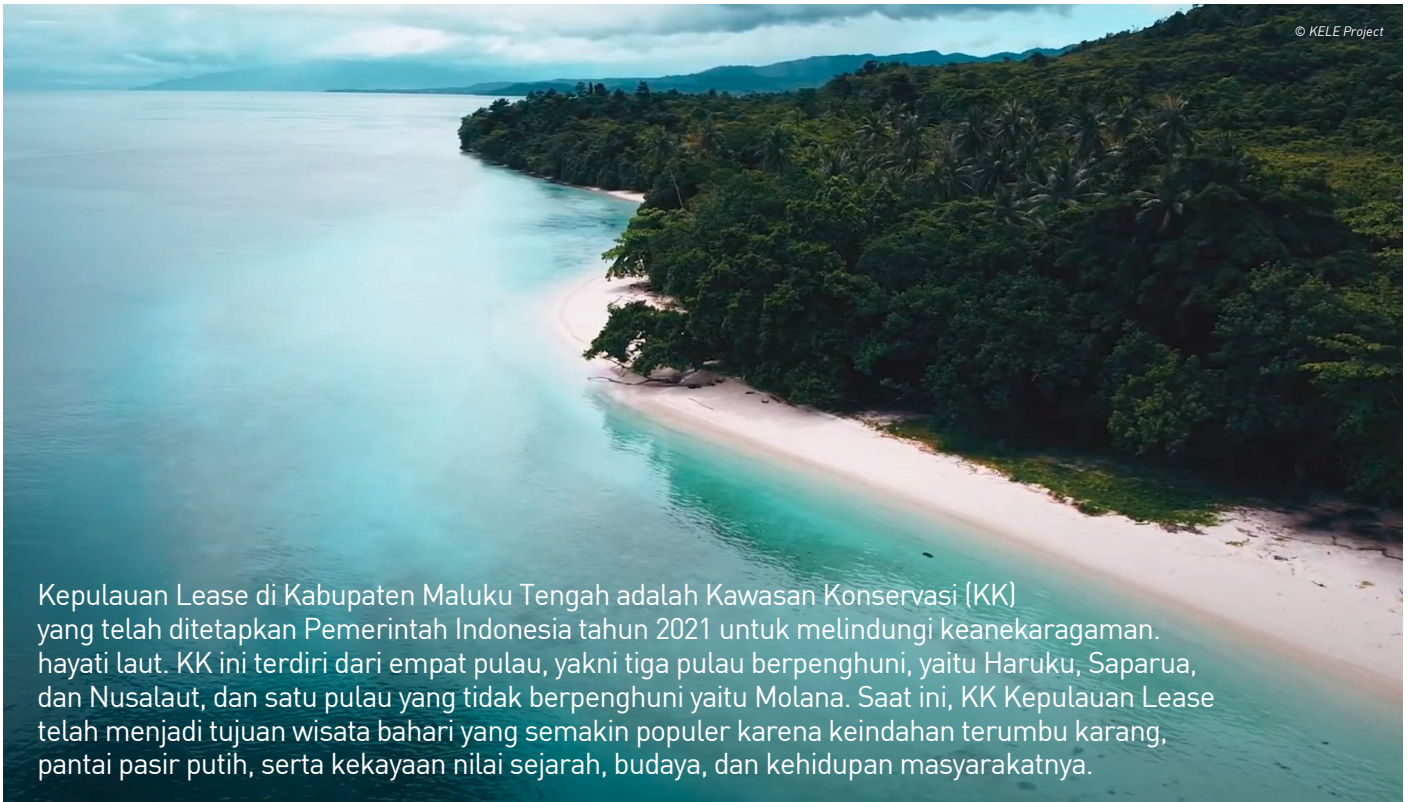 © KELE Project
Kepulauan Lease di Kabupaten Maluku Tengah adalah Kawasan Konservasi (KK)
yang telah ditetapkan Pemerintah Indonesia tahun 2021 untuk melindungi keanekaragaman.
hayati laut. KK ini terdiri dari empat pulau, yakni tiga pulau berpenghuni, yaitu Haruku, Saparua,
dan Nusalaut, dan satu pulau yang tidak berpenghuni yaitu Molana. Saat ini, KK Kepulauan Lease
telah menjadi tujuan wisata bahari yang semakin populer karena keindahan terumbu karang,
pantai pasir putih, serta kekayaan nilai sejarah, budaya, dan kehidupan masyarakatnya.